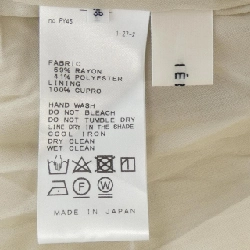 FABRIC
59% RAYON
41% POLYESTER
LINING
100% CUPRO
HAND WASH
DO NOT BLEACH
DO NOT TUMBLE DRY
LINE DRY IN THE SHADE
COOL IRON
DRY CLEAN
WET CLEAN
MADE IN JAPAN